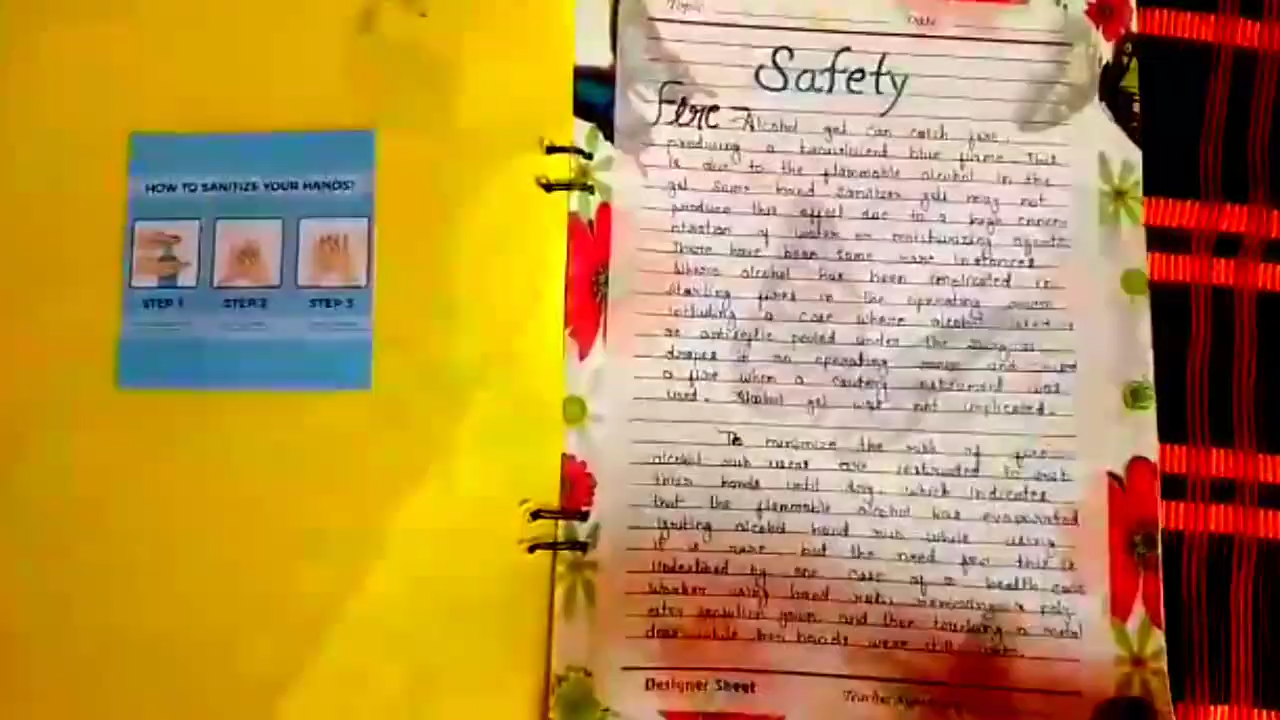 HOW TO SANITIZE YOUR HANDS?
STEP 1
STEP 2
STEP 3
Topic
Date
Safety
Fire - Alcohol gel can catch fire,
producing a translucent blue flame. This
is due to the flammable alcohol in the
gel some hand sanitizer gels may not
produce this effect due to a high concen
ntration of water or moisturizing agents
There have been some rare instances
where alcohol has been implicated in
starting fires in the operating room
including a case where alcohol used
as antiseptic pooled under the surgical
drapes in an operating room and
a fire when a cautery instrument was
used. Alcohol gel was not implicated.
To minimize the risk of fire
alcohol rub users are instructed to rub
their hands until dry, which indicates
that the flammable alcohol has evaporated
Igniting alcohol hand rub while using
it is rare, but the need for this is
underlined by one case of a health care
worker using hand rub, removing a poly
ester isolation gown, and then touching a metal
door while her hands were still wet.
Designer Sheet